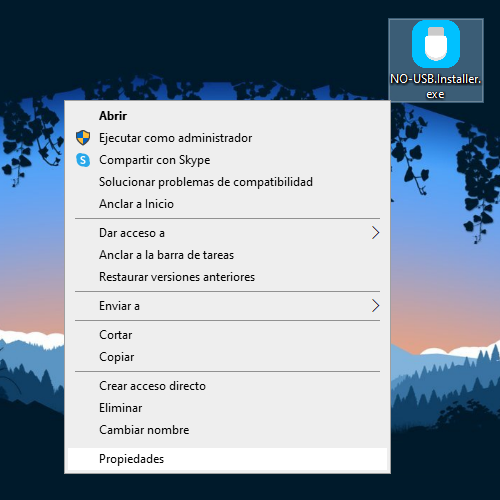 NO-USB.Installer.
exe
Abrir
Ejecutar como administrador
Compartir con Skype
Solucionar problemas de compatibilidad
Anclar a Inicio
Dar acceso a
Anclar a la barra de tareas
Restaurar versiones anteriores
Enviar a
Cortar
Copiar
Crear acceso directo
Eliminar
Cambiar nombre
Propiedades